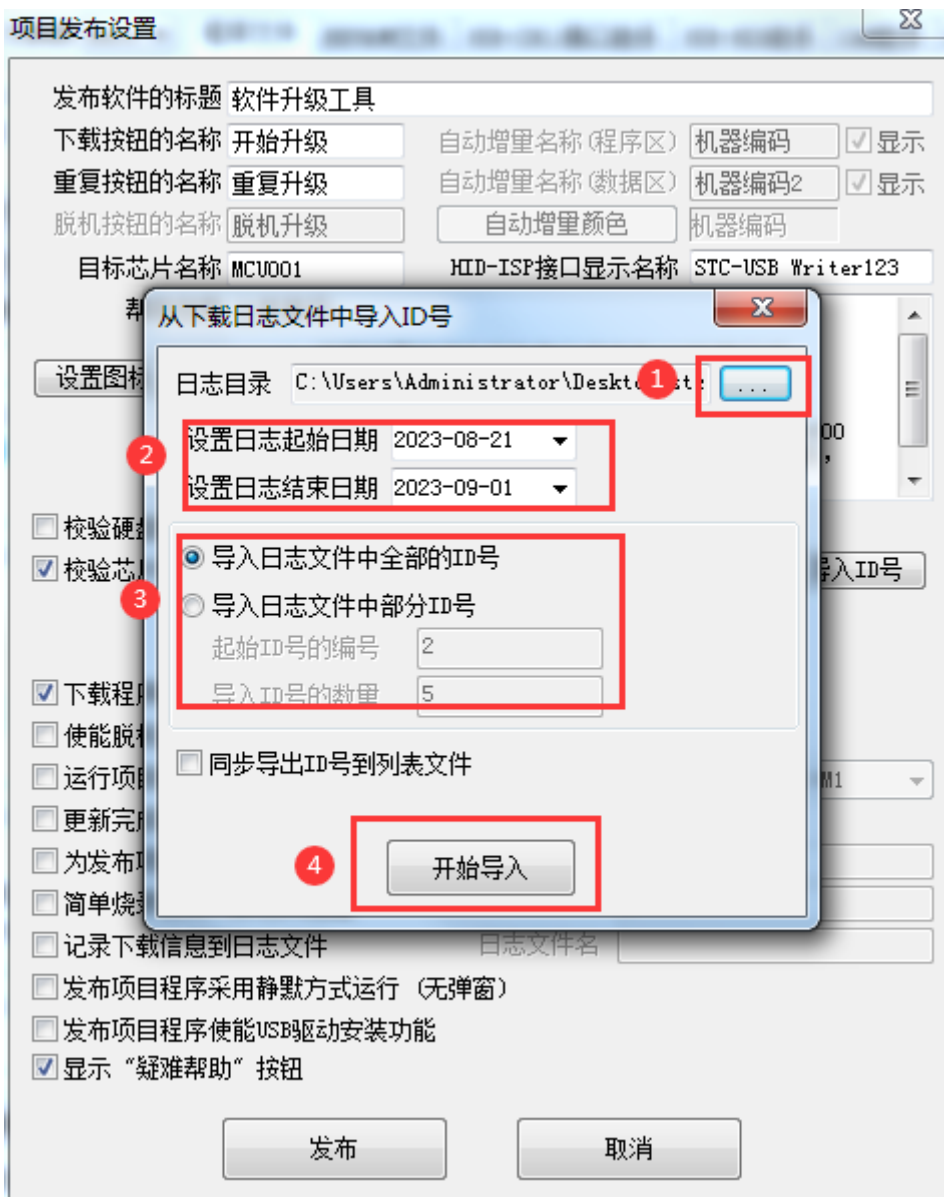 项目发布设置
发布软件的标题 软件升级工具
下载按钮的名称 开始升级 自动增量名称(程序区) 机器编码 显示
重复按钮的名称 重复升级 自动增量名称(数据区) 机器编码2 显示
脱机按钮的名称 脱机升级 自动增量颜色 机器编码
目标芯片名称 MCU001 HID-ISP接口显示名称 STC-USB Writer123
帮
从下载日志文件中导入ID号
设置图标
日志目录 C:\Users\Administrator\Deskto 1 ...
2
设置日志起始日期 2023-08-21
00
,
设置日志结束日期 2023-09-01
校验硬盘
导入日志文件中全部的ID号
校验芯片
导入ID号
3
导入日志文件中部分ID号
起始ID号的编号 2
导入ID号的数量 5
下载程序
使能脱机
同步导出ID号到列表文件
运行项目
M1
更新完成
为发布项
4 开始导入
简单烧录
记录下载信息到日志文件 日志文件名
发布项目程序采用静默方式运行 (无弹窗)
发布项目程序使能USB驱动安装功能
显示 "疑难帮助" 按钮
发布 取消